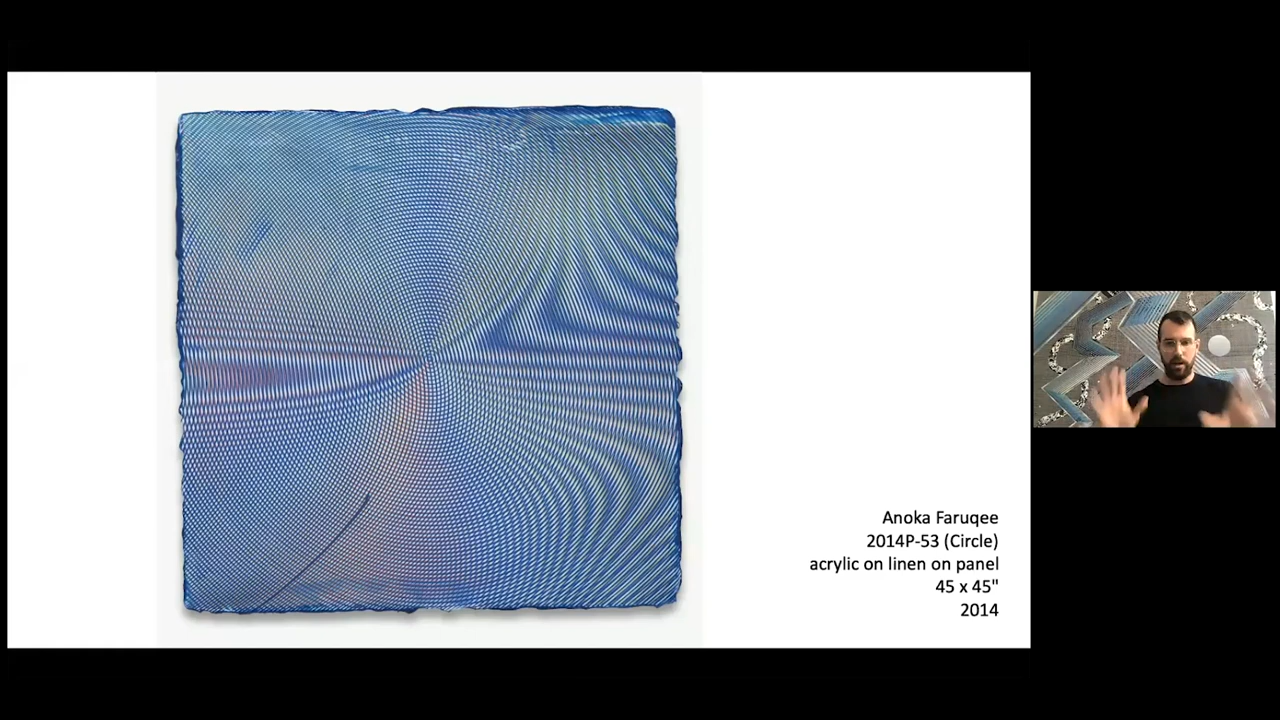 Anoka Faruqee
2014P-53 (Circle)
acrylic on linen on panel
45 x 45"
2014